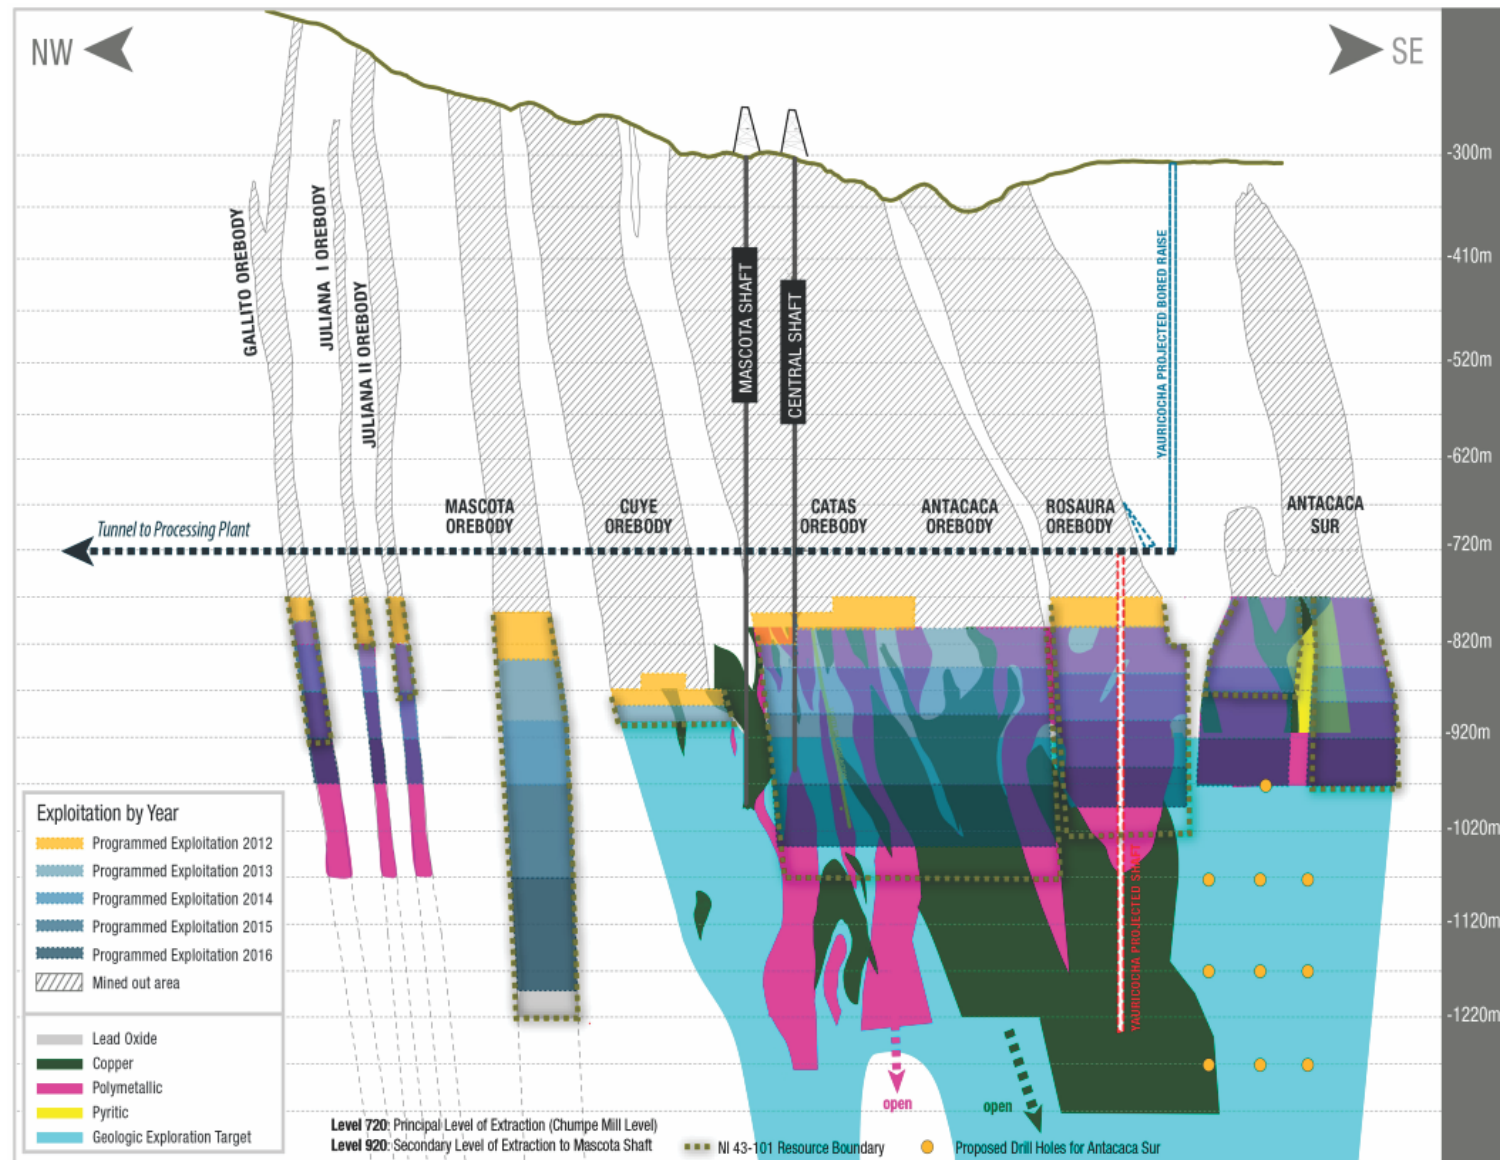 NW
SE
-300m
-410m
-520m
-620m
-720m
-820m
-920m
-1020m
-1120m
-1220m
GALLITO OREBODY
JULIANA I OREBODY
JULIANA II OREBODY
MASCOTA SHAFT
CENTRAL SHAFT
YAURICOCHA PROJECTED BORED RAISE
MASCOTA
OREBODY
CUYE
OREBODY
CATAS
OREBODY
ANTACACA
OREBODY
ROSAURA
OREBODY
ANTACACA
SUR
Tunnel to Processing Plant
YAURICOCHA PROJECTED SHAFT
Exploitation by Year
Programmed Exploitation 2012
Programmed Exploitation 2013
Programmed Exploitation 2014
Programmed Exploitation 2015
Programmed Exploitation 2016
Mined out area
Lead Oxide
Copper
Polymetallic
Pyritic
Geologic Exploration Target
open
open
Level 720: Principal Level of Extraction (Chumpe Mill Level)
Level 920: Secondary Level of Extraction to Mascota Shaft
NI 43-101 Resource Boundary
Proposed Drill Holes for Antacaca Sur